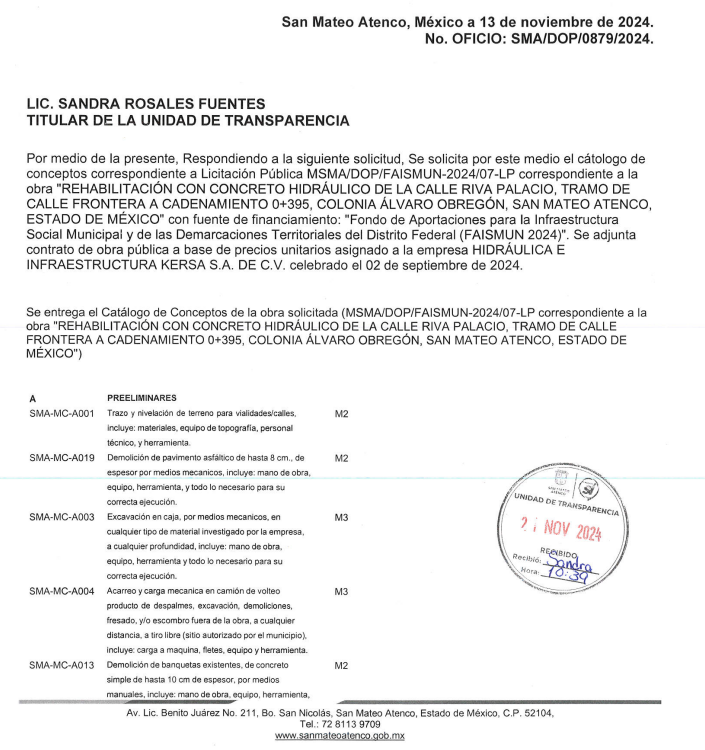 San Mateo Atenco, México a 13 de noviembre de 2024.
No. OFICIO: SMA/DOP/0879/2024.
LIC. SANDRA ROSALES FUENTES
TITULAR DE LA UNIDAD DE TRANSPARENCIA
Por medio de la presente, Respondiendo a la siguiente solicitud, Se solicita por este medio el cátologo de
conceptos correspondiente a Licitación Pública MSMA/DOP/FAISMUN-2024/07-LP correspondiente a la
obra "REHABILITACIÓN CON CONCRETO HIDRÁULICO DE LA CALLE RIVA PALACIO, TRAMO DE
CALLE FRONTERA A CADENAMIENTO 0+395, COLONIA ÁLVARO OBREGÓN, SAN MATEO ATENCO,
ESTADO DE MÉXICO" con fuente de financiamiento: "Fondo de Aportaciones para la Infraestructura
Social Municipal y de las Demarcaciones Territoriales del Distrito Federal (FAISMUN 2024)". Se adjunta
contrato de obra pública a base de precios unitarios asignado a la empresa HIDRÁULICA E
INFRAESTRUCTURA KERSA S.A. DE C.V. celebrado el 02 de septiembre de 2024.
Se entrega el Catálogo de Conceptos de la obra solicitada (MSMA/DOP/FAISMUN-2024/07-LP correspondiente a la
obra "REHABILITACIÓN CON CONCRETO HIDRÁULICO DE LA CALLE RIVA PALACIO, TRAMO DE CALLE
FRONTERA A CADENAMIENTO 0+395, COLONIA ÁLVARO OBREGÓN, SAN MATEO ATENCO, ESTADO DE
MÉXICO")
A PREELIMINARES
SMA-MC-A001 Trazo y nivelación de terreno para vialidades/calles, M2
incluye: materiales, equipo de topografía, personal
técnico, y herramienta.
SMA-MC-A019 Demolición de pavimento asfáltico de hasta 8 cm., de M2
espesor por medios mecanicos, incluye: mano de obra,
equipo, herramienta, y todo lo necesario para su
correcta ejecución.
SMA-MC-A003 Excavación en caja, por medios mecanicos, en M3
cualquier tipo de material investigado por la empresa,
a cualquier profundidad, incluye: mano de obra,
equipo, herramienta y todo lo necesario para su
correcta ejecución.
SMA-MC-A004 Acarreo y carga mecanica en camión de volteo M3
producto de despalmes, excavación, demoliciones,
fresado, y/o escombro fuera de la obra, a cualquier
distancia, a tiro libre (sitio autorizado por el municipio),
incluye: carga a maquina, fletes, equipo y herramienta.
SMA-MC-A013 Demolición de banquetas existentes, de concreto M2
simple de hasta 10 cm de espesor, por medios
manuales, incluye: mano de obra, equipo, herramienta,
UNIDAD DE TRANSPARENCIA
21 NOV 2024
RECIBIDO
Recibió: Sandra
Hora: 10:39
Av. Lic. Benito Juárez No. 211, Bo. San Nicolás, San Mateo Atenco, Estado de México, C.P. 52104,
Tel.: 72 8113 9709
www.sanmateoatenco.gob.mx